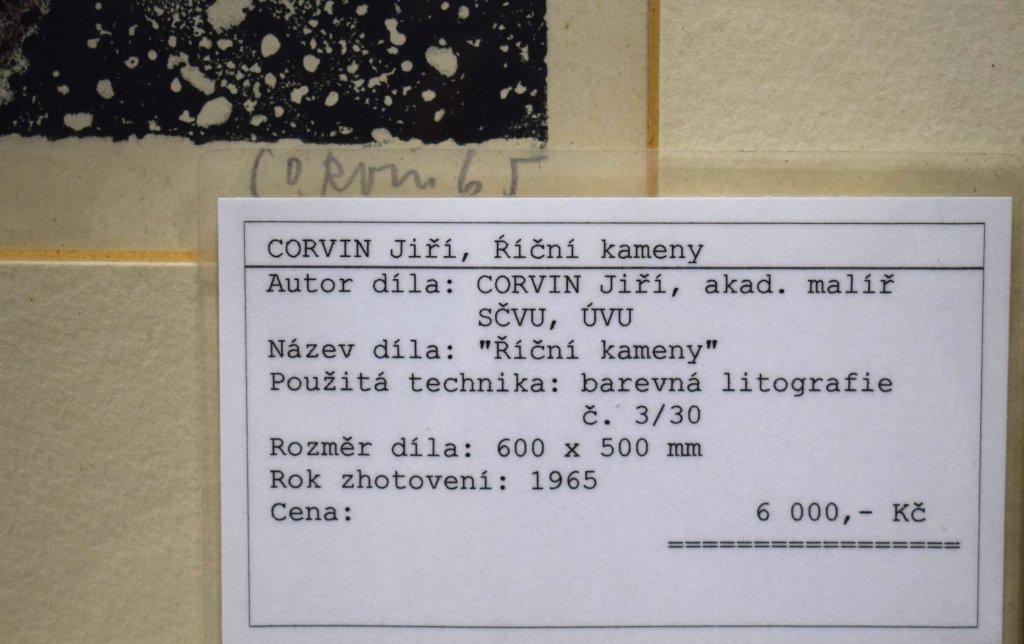 CORVIN 65
CORVIN Jiří, Říční kameny
Autor díla: CORVIN Jiří, akad. malíř
SČVU, ÚVU
Název díla: "Říční kameny"
Použitá technika: barevná litografie
č. 3/30
Rozměr díla: 600 x 500 mm
Rok zhotovení: 1965
Cena: 6 000,- Kč